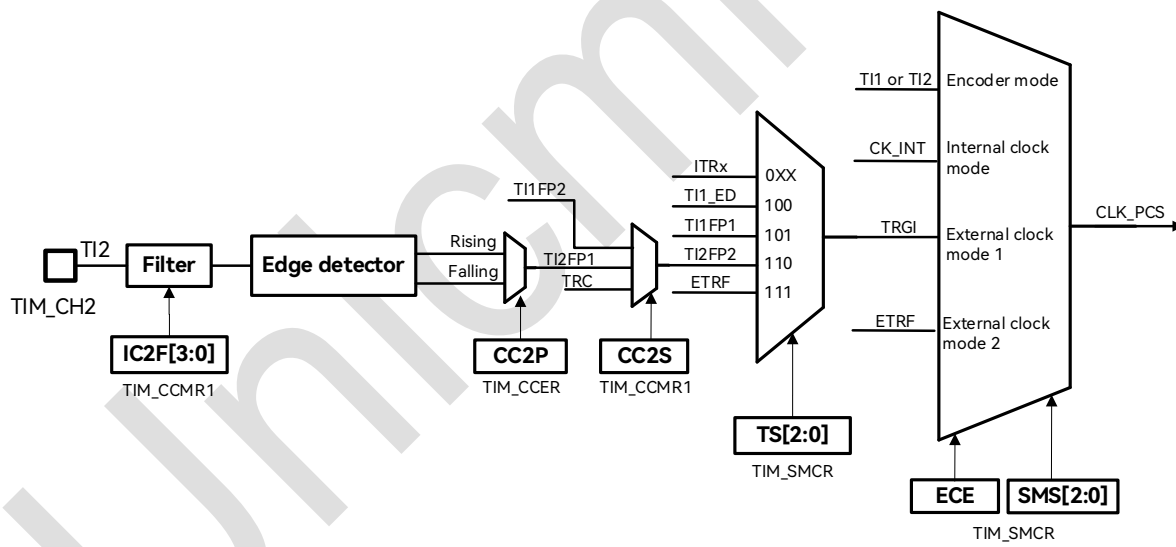 TI2
TIM_CH2
Filter
IC2F[3:0]
TIM_CCMR1
Edge detector
Rising
Falling
CC2P
TIM_CCER
TI1FP2
TI2FP1
TRC
CC2S
TIM_CCMR1
ITRx
TI1_ED
TI1FP1
TI2FP2
ETRF
0XX
100
101
110
111
TS[2:0]
TIM_SMCR
TI1 or TI2
CK_INT
TRGI
ETRF
Encoder mode
Internal clock
mode
External clock
mode 1
External clock
mode 2
ECE
SMS[2:0]
TIM_SMCR
CLK_PCS